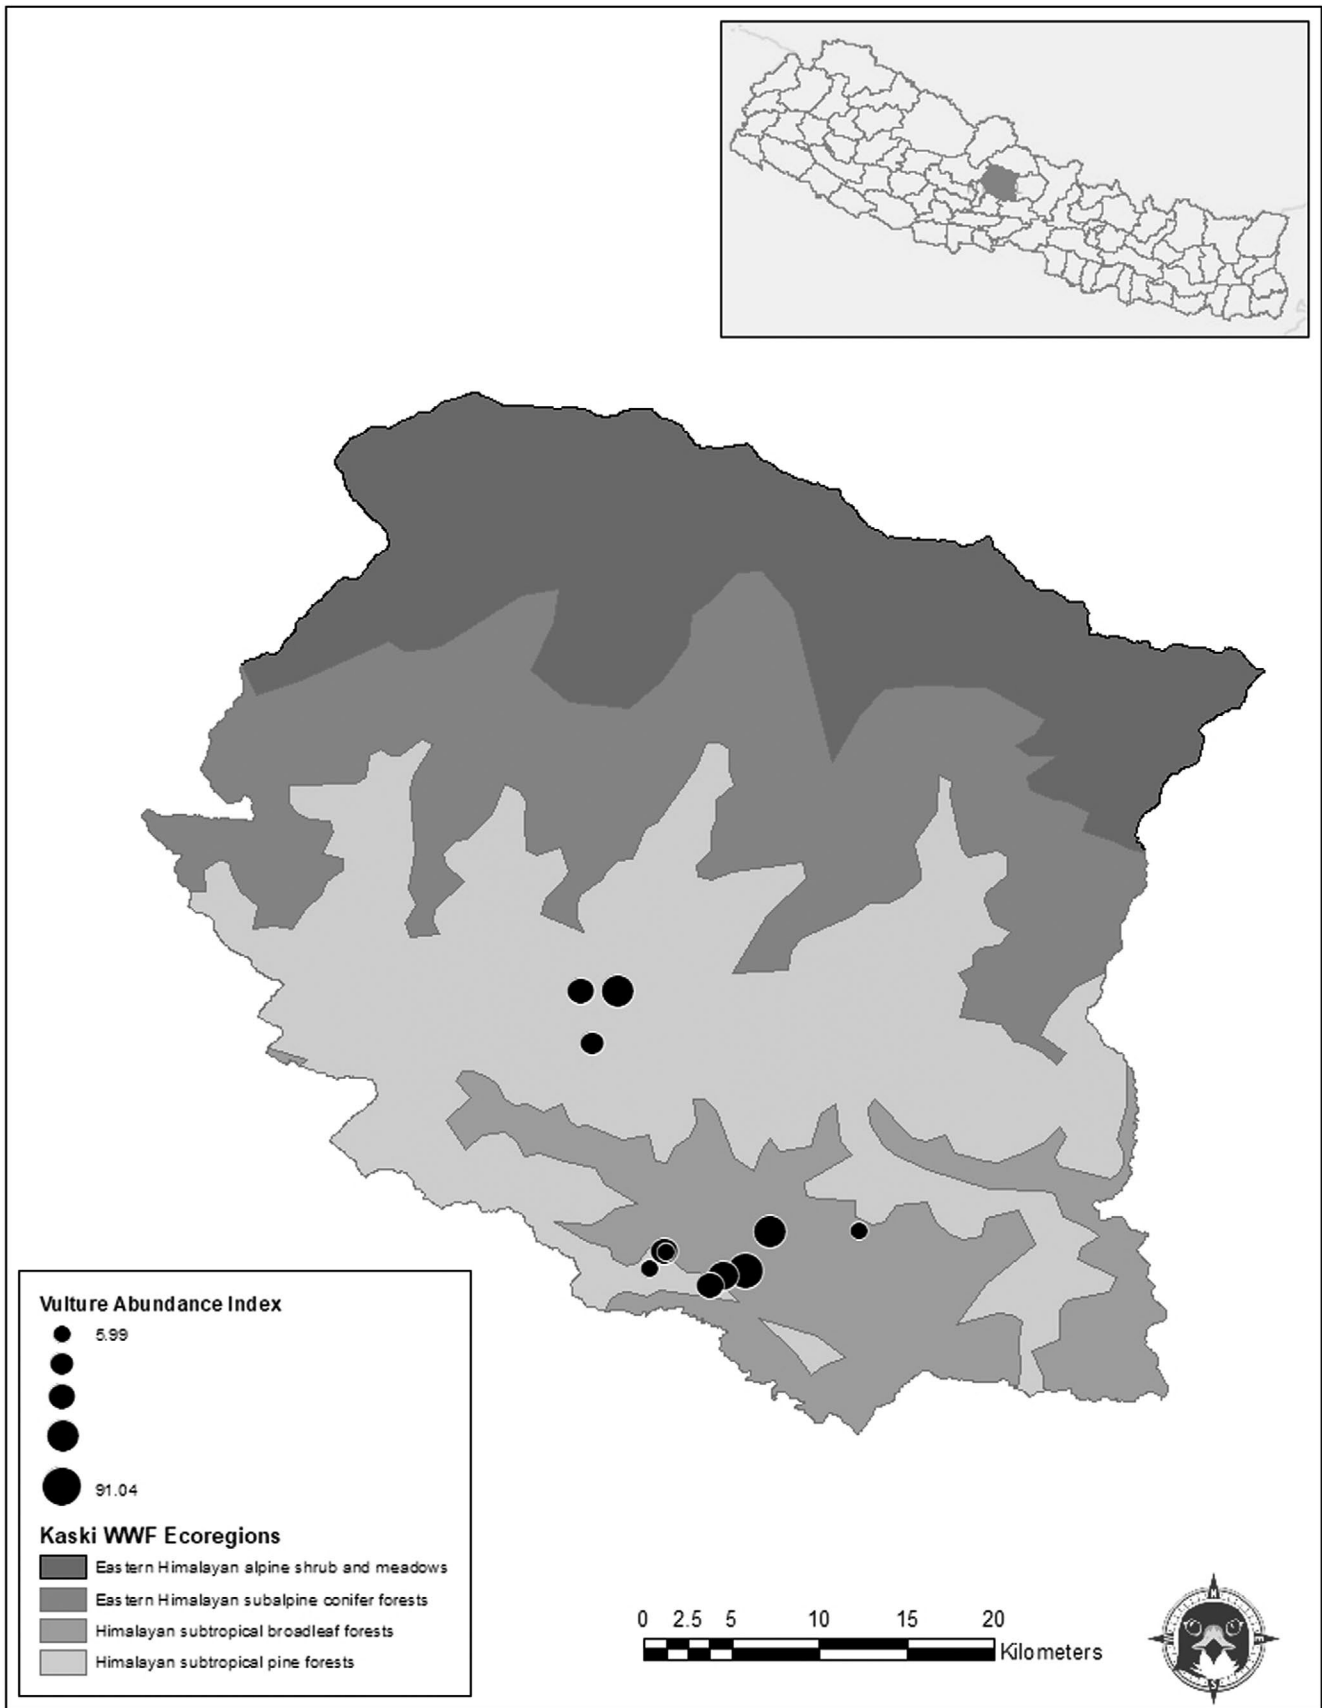 Vulture Abundance Index
5.99
91.04
Kaski WWF Ecoregions
Eastern Himalayan alpine shrub and meadows
Eastern Himalayan subalpine conifer forests
Himalayan subtropical broadleaf forests
Himalayan subtropical pine forests
0 2.5 5 10 15 20
Kilometers
N
S